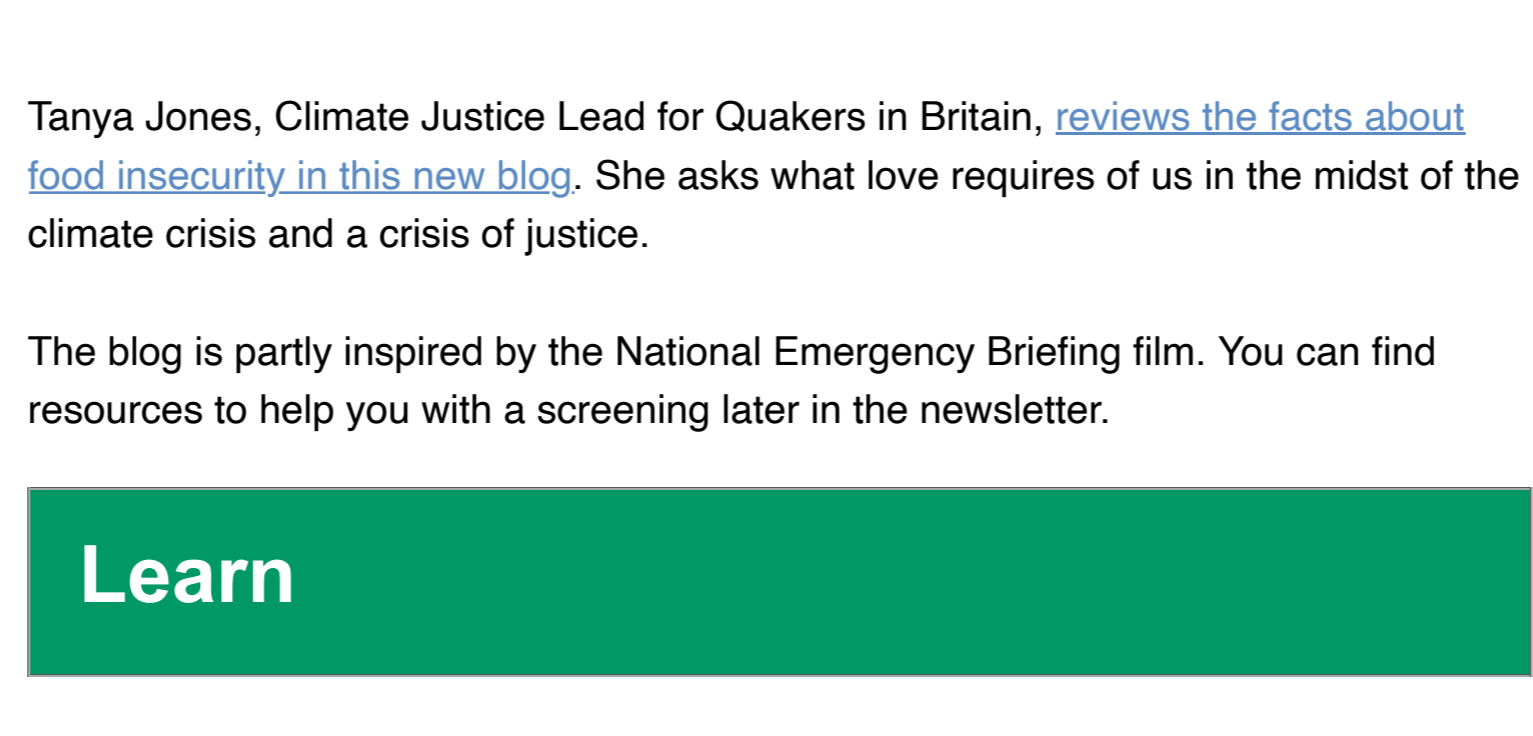 Tanya Jones, Climate Justice Lead for Quakers in Britain, reviews the facts about
food insecurity in this new blog. She asks what love requires of us in the midst of the
climate crisis and a crisis of justice.
The blog is partly inspired by the National Emergency Briefing film. You can find
resources to help you with a screening later in the newsletter.
Learn